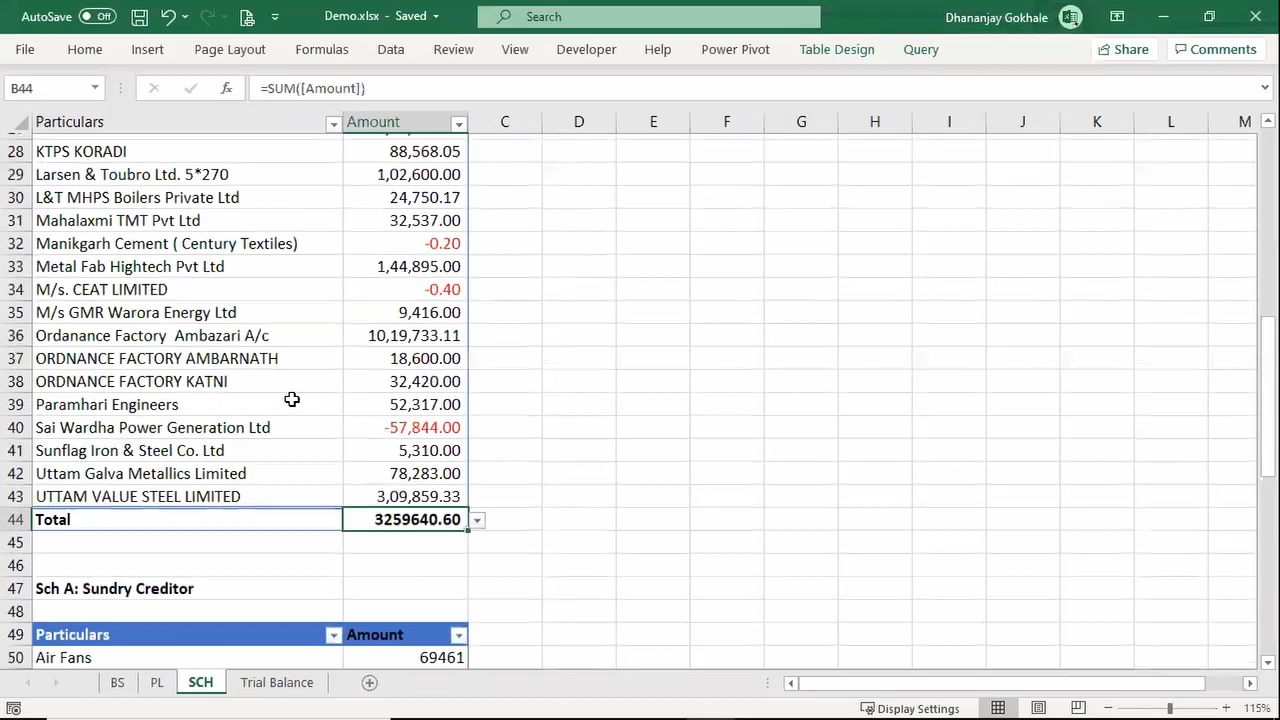 AutoSave Off Demo.xlsx - Saved Search Dhananjay Gokhale
File Home Insert Page Layout Formulas Data Review View Developer Help Power Pivot Table Design Query Share Comments
B44 fx =SUM([Amount])
Particulars Amount C D E F G H I J K L M
28 KTPS KORADI 88,568.05
29 Larsen & Toubro Ltd. 5*270 1,02,600.00
30 L&T MHPS Boilers Private Ltd 24,750.17
31 Mahalaxmi TMT Pvt Ltd 32,537.00
32 Manikgarh Cement ( Century Textiles) -0.20
33 Metal Fab Hightech Pvt Ltd 1,44,895.00
34 M/s. CEAT LIMITED -0.40
35 M/s GMR Warora Energy Ltd 9,416.00
36 Ordanance Factory  Ambazari A/c 10,19,733.11
37 ORDNANCE FACTORY AMBARNATH 18,600.00
38 ORDNANCE FACTORY KATNI 32,420.00
39 Paramhari Engineers 52,317.00
40 Sai Wardha Power Generation Ltd -57,844.00
41 Sunflag Iron & Steel Co. Ltd 5,310.00
42 Uttam Galva Metallics Limited 78,283.00
43 UTTAM VALUE STEEL LIMITED 3,09,859.33
44 Total 3259640.60
45
46
47 Sch A: Sundry Creditor
48
49 Particulars Amount
50 Air Fans 69461
BS PL SCH Trial Balance
Display Settings 115%